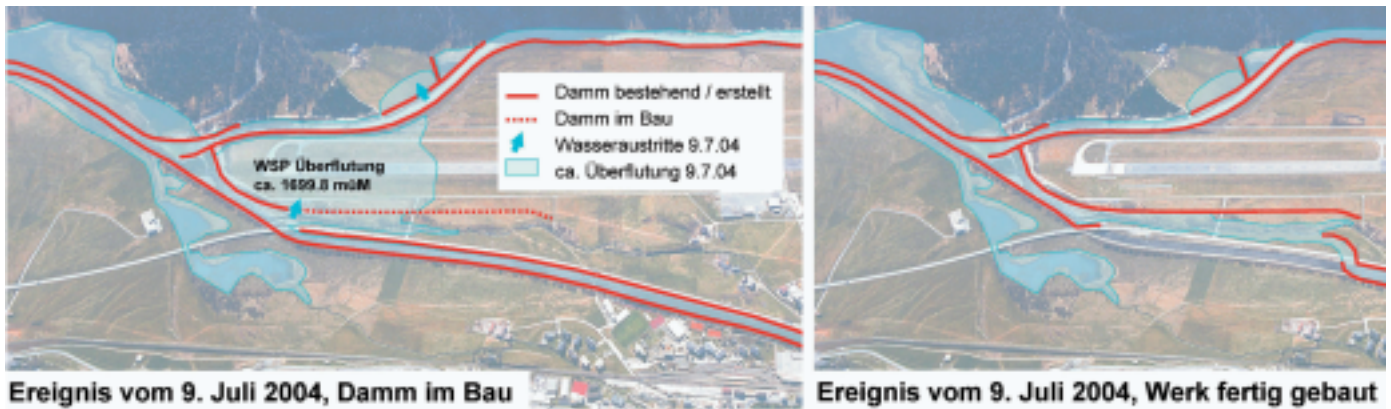 Damm bestehend / erstellt
Damm im Bau
Wasseraustritte 9.7.04
ca. Überflutung 9.7.04
WSP Überflutung
ca. 1699.8 müM
Ereignis vom 9. Juli 2004, Damm im Bau
Ereignis vom 9. Juli 2004, Werk fertig gebaut